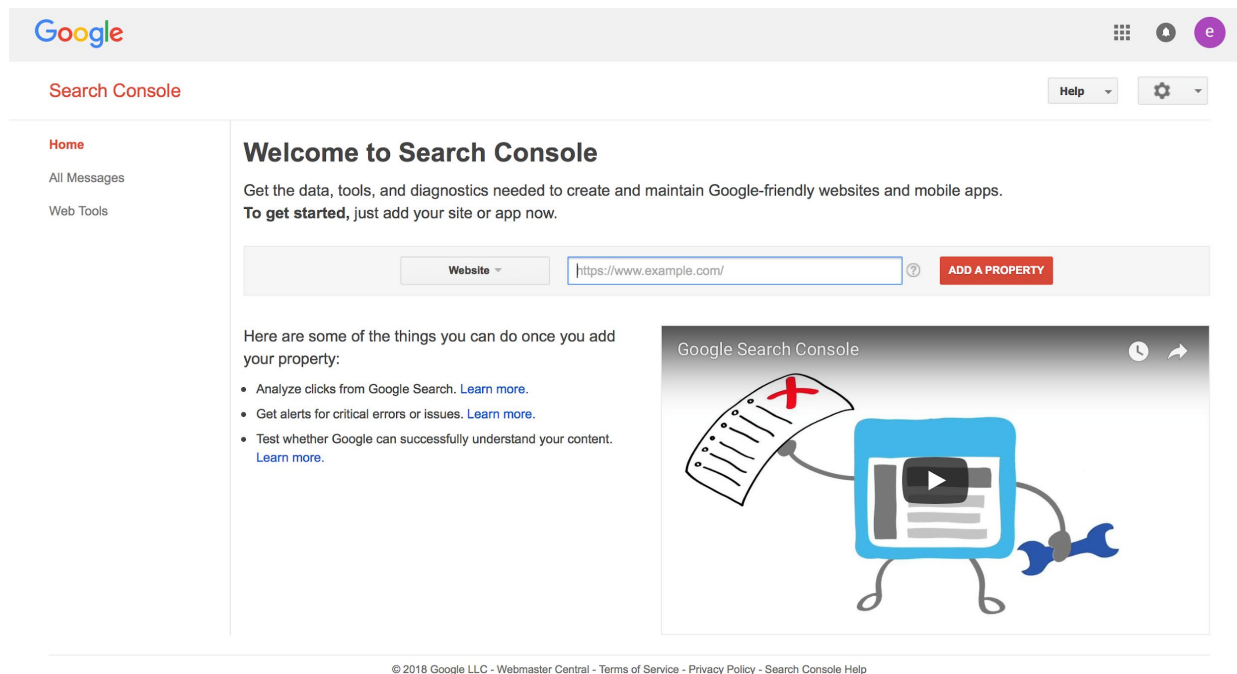 Google
e
Search Console
Help
Home
All Messages
Web Tools
Welcome to Search Console
Get the data, tools, and diagnostics needed to create and maintain Google-friendly websites and mobile apps.
To get started, just add your site or app now.
Website
https://www.example.com/
?
ADD A PROPERTY
Here are some of the things you can do once you add
your property:
• Analyze clicks from Google Search. Learn more.
• Get alerts for critical errors or issues. Learn more.
• Test whether Google can successfully understand your content.
Learn more.
Google Search Console
© 2018 Google LLC - Webmaster Central - Terms of Service - Privacy Policy - Search Console Help